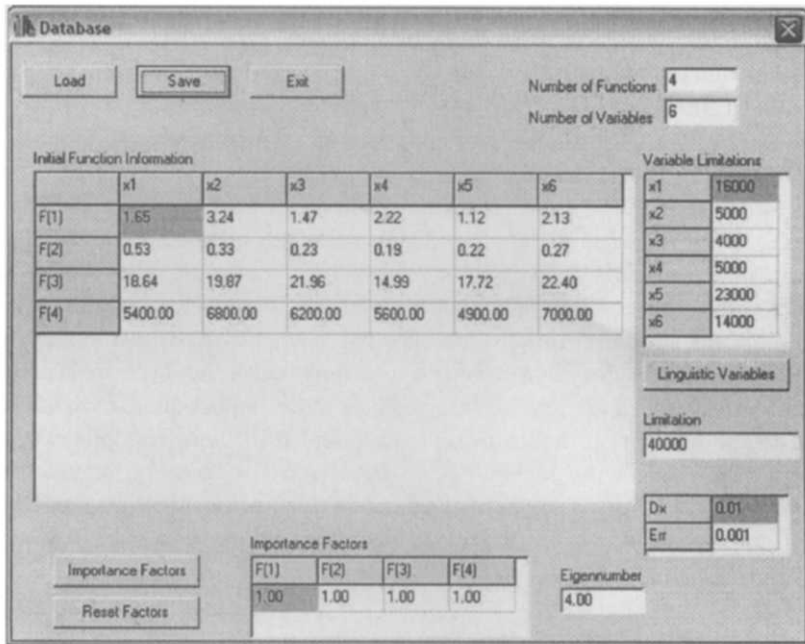 Database
Load Save Exit
Number of Functions 4
Number of Variables 6
Initial Function Information
x1 x2 x3 x4 x5 x6
F(1) 1.65 3.24 1.47 2.22 1.12 2.13
F(2) 0.53 0.33 0.23 0.19 0.22 0.27
F(3) 18.64 19.87 21.96 14.99 17.72 22.40
F(4) 5400.00 6800.00 6200.00 5600.00 4900.00 7000.00
Variable Limitations
x1 16000
x2 5000
x3 4000
x4 5000
x5 23000
x6 14000
Linguistic Variables
Limitation
40000
Dx 0.01
Err 0.001
Importance Factors
Reset Factors
Importance Factors
F(1) F(2) F(3) F(4)
1.00 1.00 1.00 1.00
Eigennumber
4.00